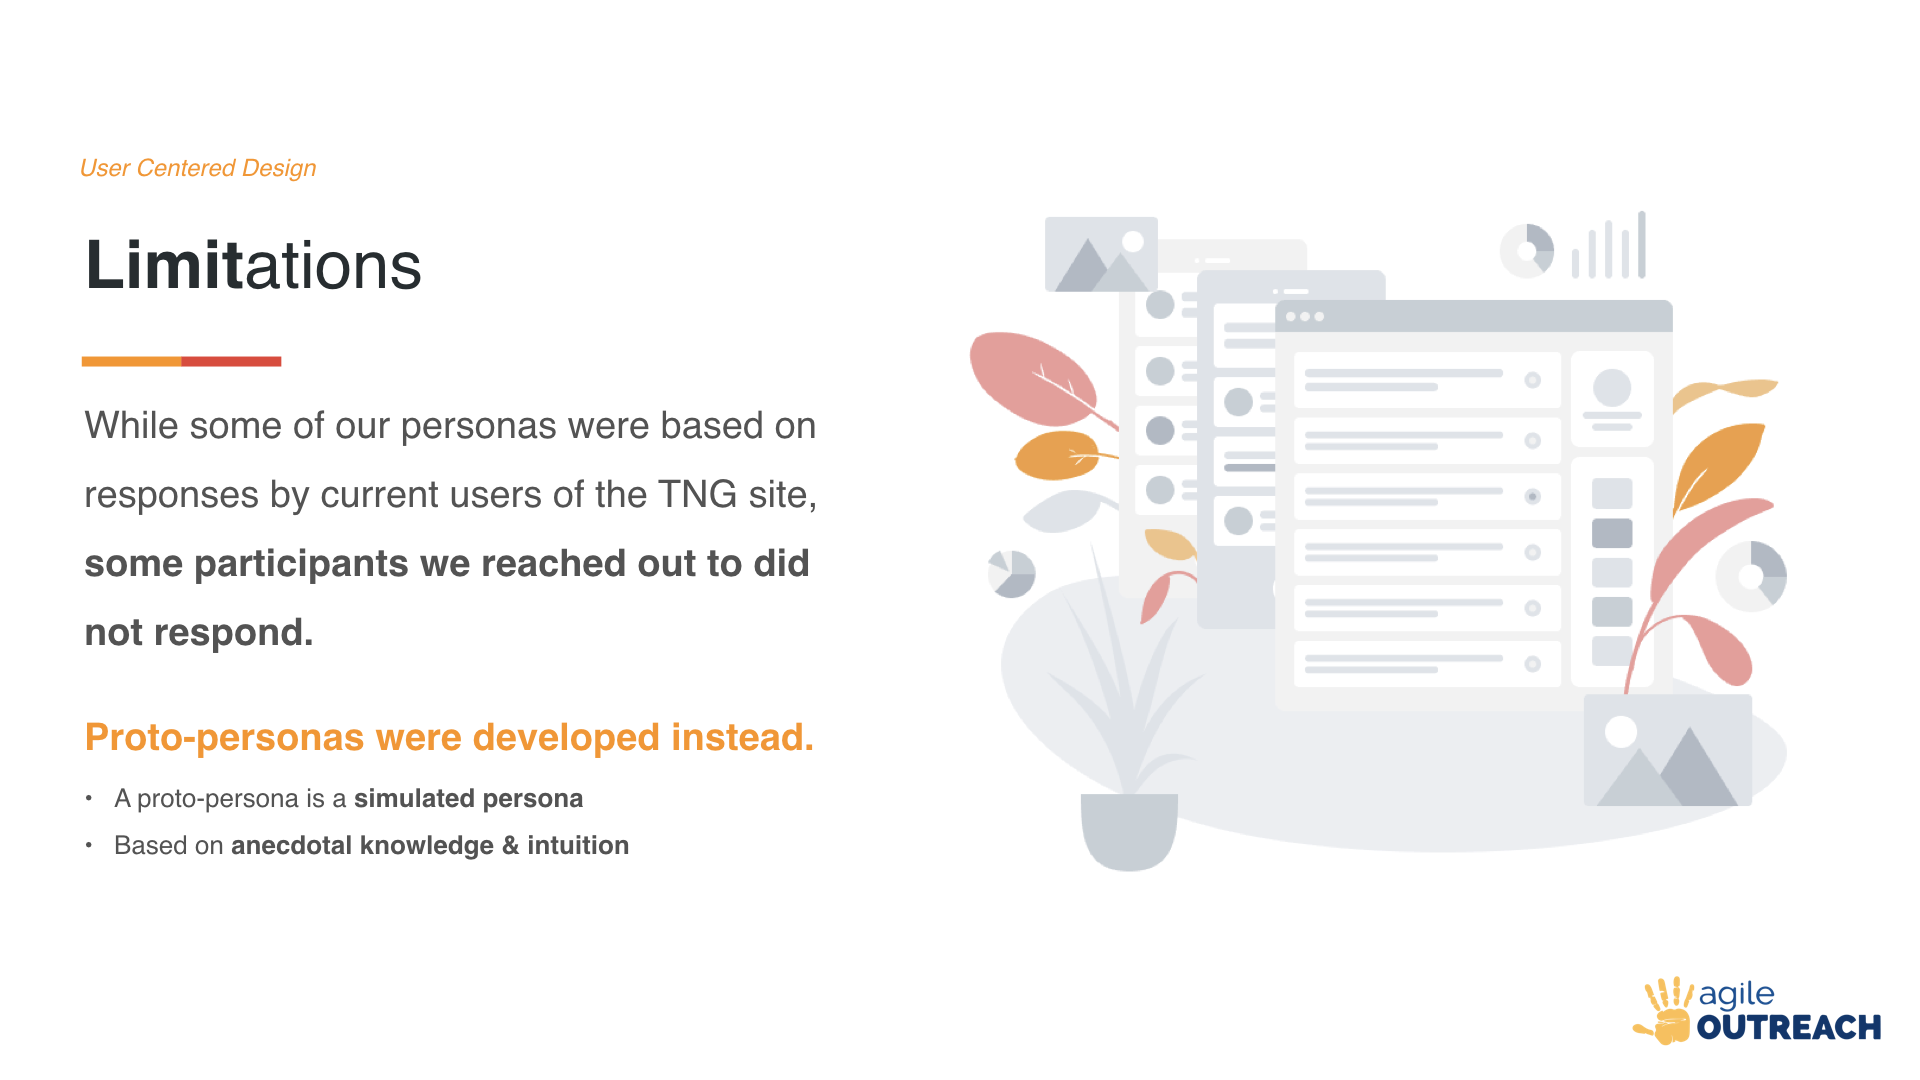 User Centered Design
Limitations
While some of our personas were based on
responses by current users of the TNG site,
some participants we reached out to did
not respond.
Proto-personas were developed instead.
• A proto-persona is a simulated persona
• Based on anecdotal knowledge & intuition
agile
OUTREACH